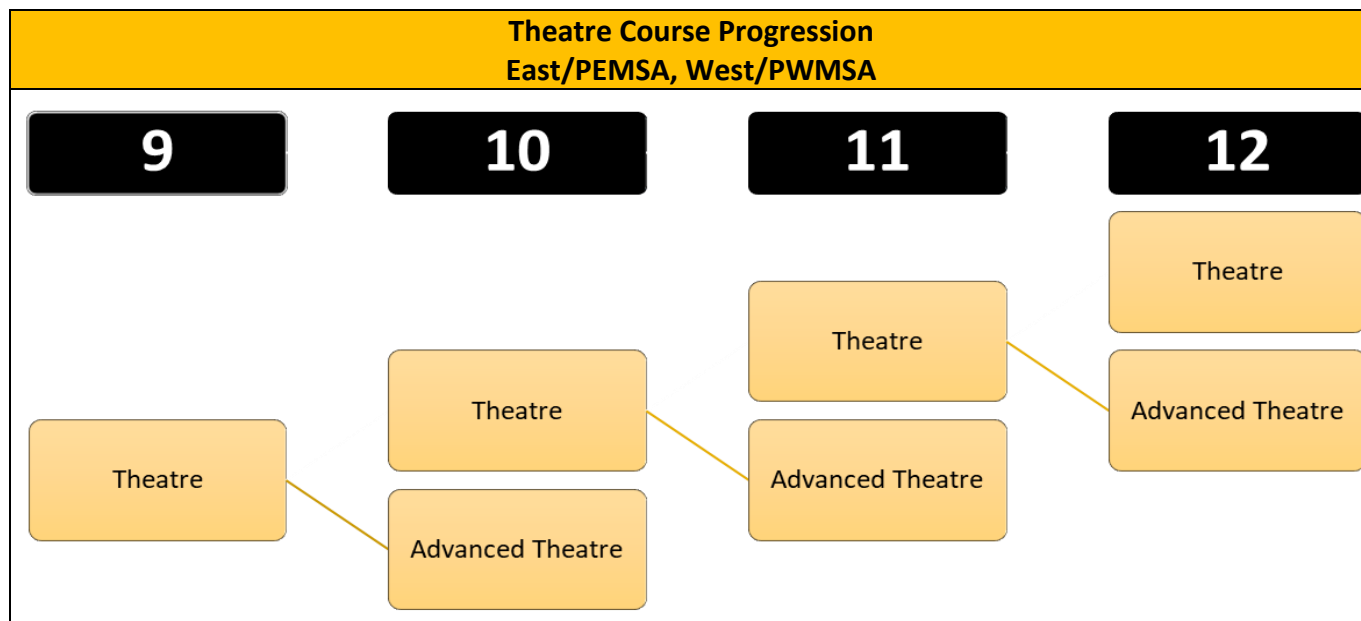 Theatre Course Progression
East/PEMSA, West/PWMSA
9
10
11
12
Theatre
Theatre
Advanced Theatre
Theatre
Advanced Theatre
Theatre
Advanced Theatre